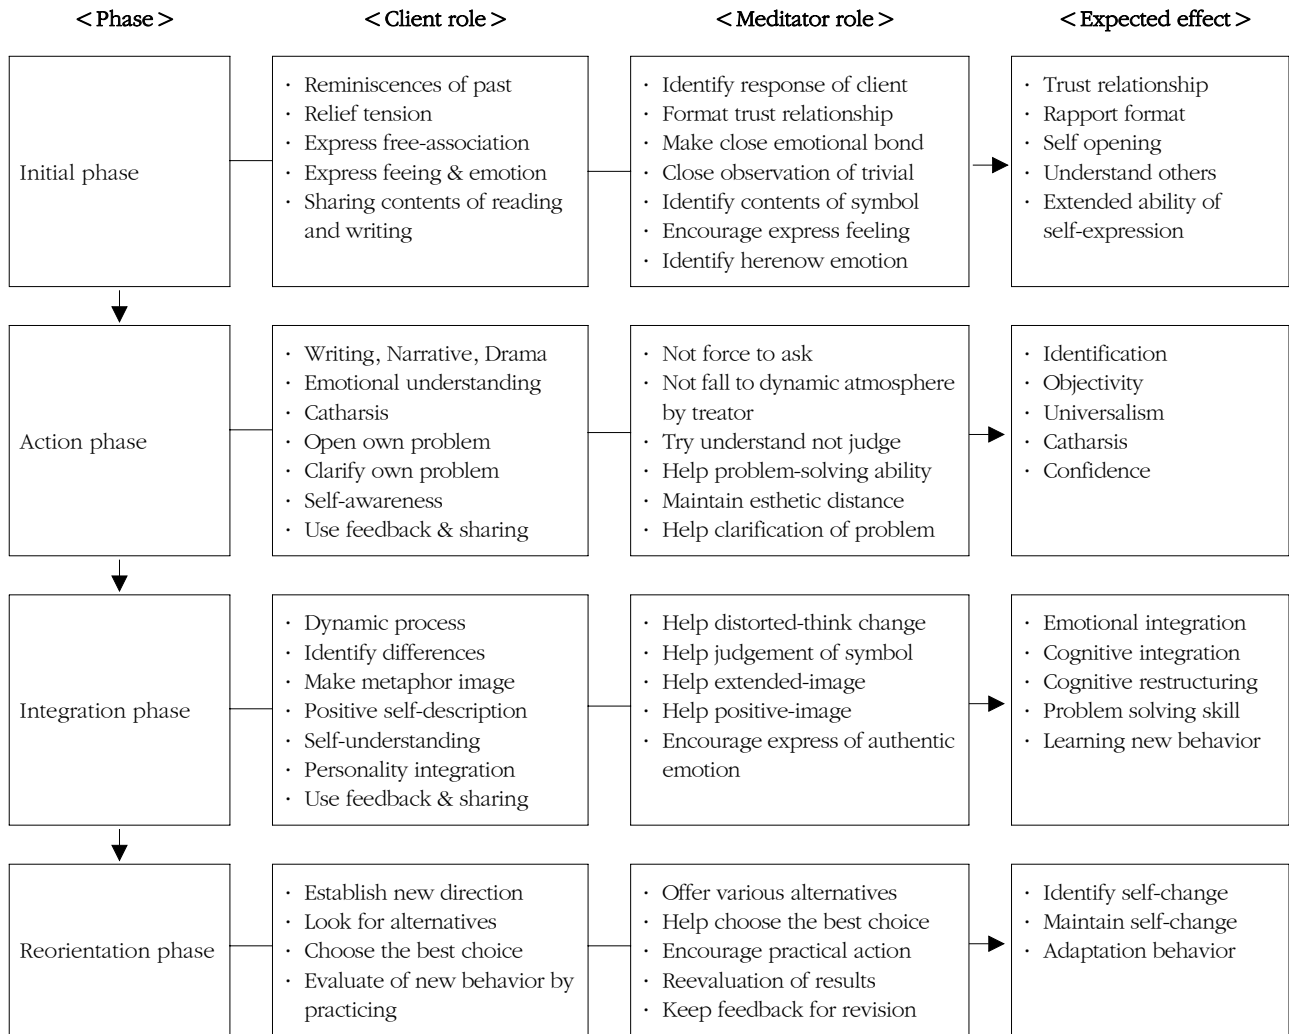 <Phase>
<Client role>
<Meditator role>
<Expected effect>
Initial phase
· Reminiscences of past
· Relief tension
· Express free-association
· Express feeing & emotion
· Sharing contents of reading
and writing
· Identify response of client
· Format trust relationship
· Make close emotional bond
· Close observation of trivial
· Identify contents of symbol
· Encourage express feeling
· Identify herenow emotion
· Trust relationship
· Rapport format
· Self opening
· Understand others
· Extended ability of
self-expression
Action phase
· Writing, Narrative, Drama
· Emotional understanding
· Catharsis
· Open own problem
· Clarify own problem
· Self-awareness
· Use feedback & sharing
· Not force to ask
· Not fall to dynamic atmosphere
by treator
· Try understand not judge
· Help problem-solving ability
· Maintain esthetic distance
· Help clarification of problem
· Identification
· Objectivity
· Universalism
· Catharsis
· Confidence
Integration phase
· Dynamic process
· Identify differences
· Make metaphor image
· Positive self-description
· Self-understanding
· Personality integration
· Use feedback & sharing
· Help distorted-think change
· Help judgement of symbol
· Help extended-image
· Help positive-image
· Encourage express of authentic
emotion
· Emotional integration
· Cognitive integration
· Cognitive restructuring
· Problem solving skill
· Learning new behavior
Reorientation phase
· Establish new direction
· Look for alternatives
· Choose the best choice
· Evaluate of new behavior by
practicing
· Offer various alternatives
· Help choose the best choice
· Encourage practical action
· Reevaluation of results
· Keep feedback for revision
· Identify self-change
· Maintain self-change
· Adaptation behavior